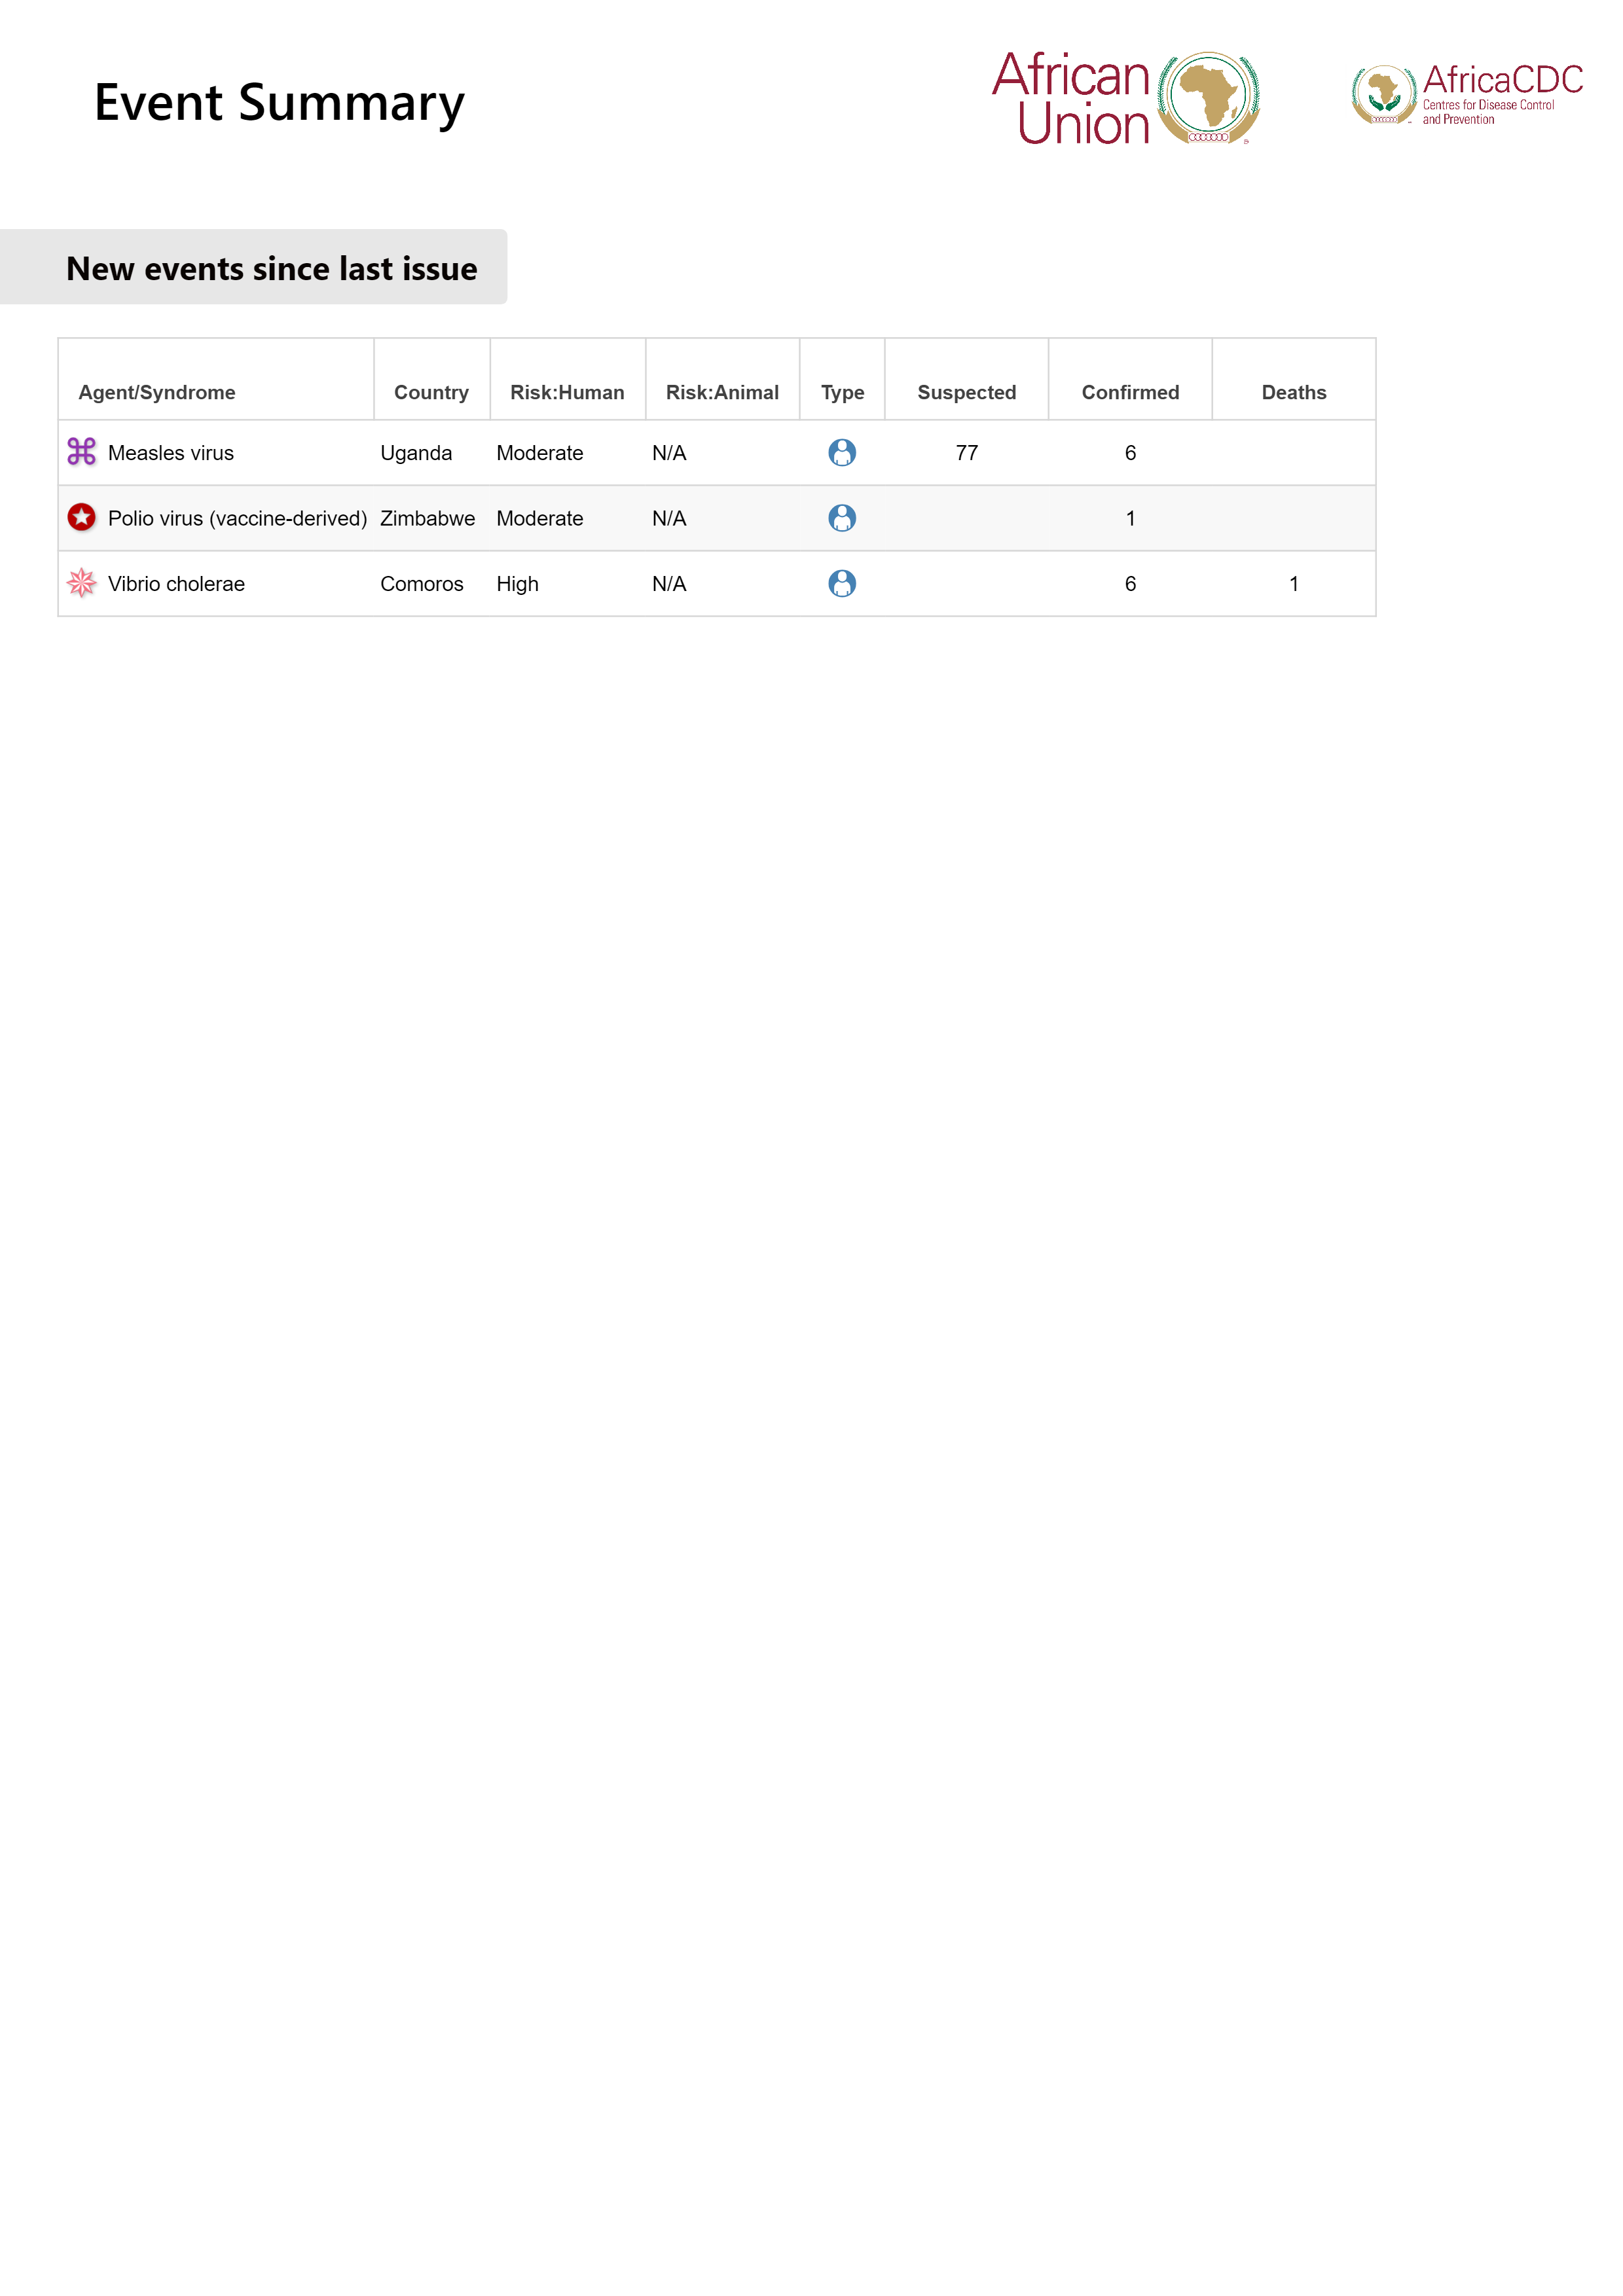 Event Summary
African
Union
AfricaCDC
Centres for Disease Control
and Prevention
New events since last issue
Agent/Syndrome Country Risk:Human Risk:Animal Type Suspected Confirmed Deaths
Measles virus Uganda Moderate N/A 77 6
Polio virus (vaccine-derived) Zimbabwe Moderate N/A 1
Vibrio cholerae Comoros High N/A 6 1